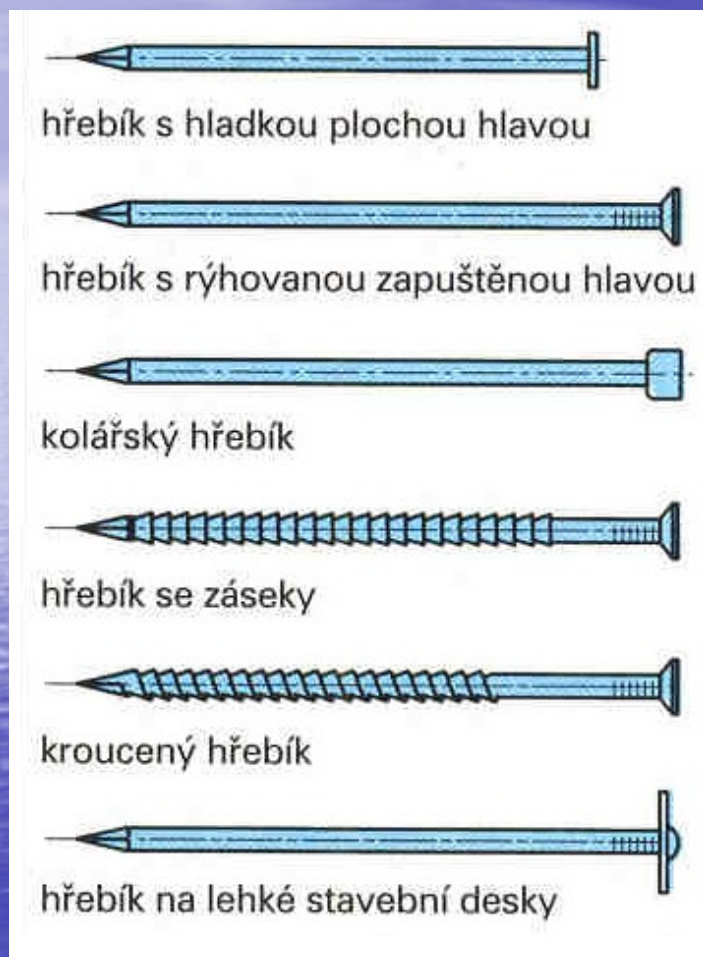 hřebík s hladkou plochou hlavou
hřebík s rýhovanou zapuštěnou hlavou
kolářský hřebík
hřebík se záseky
kroucený hřebík
hřebík na lehké stavební desky